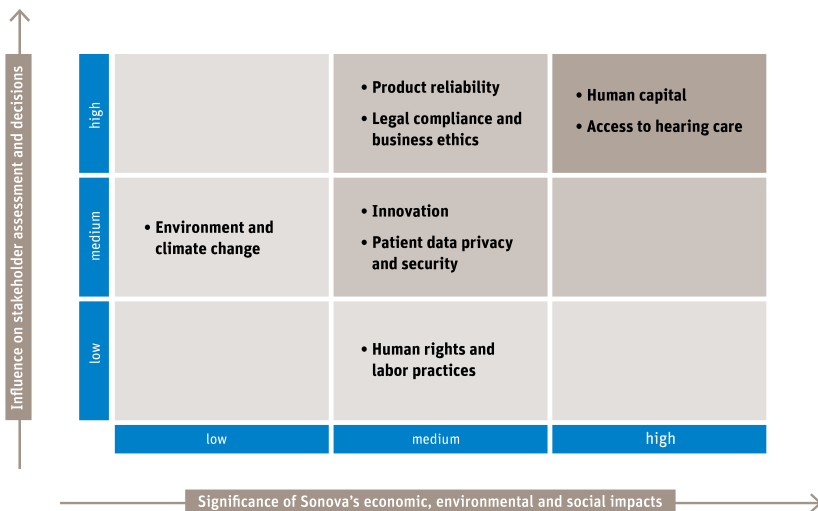 Influence on stakeholder assessment and decisions
high
• Product reliability
• Legal compliance and
business ethics
• Human capital
• Access to hearing care
medium
• Environment and
climate change
• Innovation
• Patient data privacy
and security
low
• Human rights and
labor practices
low
medium
high
Significance of Sonova's economic, environmental and social impacts